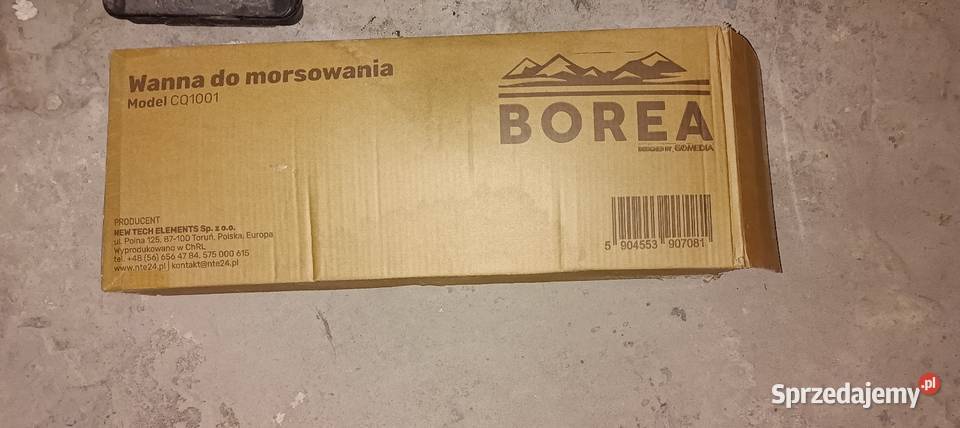 Wanna do morsowania
Model CQ1001
BOREA
DESIGNED BY GOMEDIA
PRODUCENT
NEW TECH ELEMENTS Sp. z o.o.
ul. Polna 125, 87-100 Toruń, Polska, Europa
Wyprodukowano w ChRL
tel. +48 (56) 656 47 84, 575 000 615
www.nte24.pl | kontakt@nte24.pl
5 904553 907081
Sprzedajemy.pl